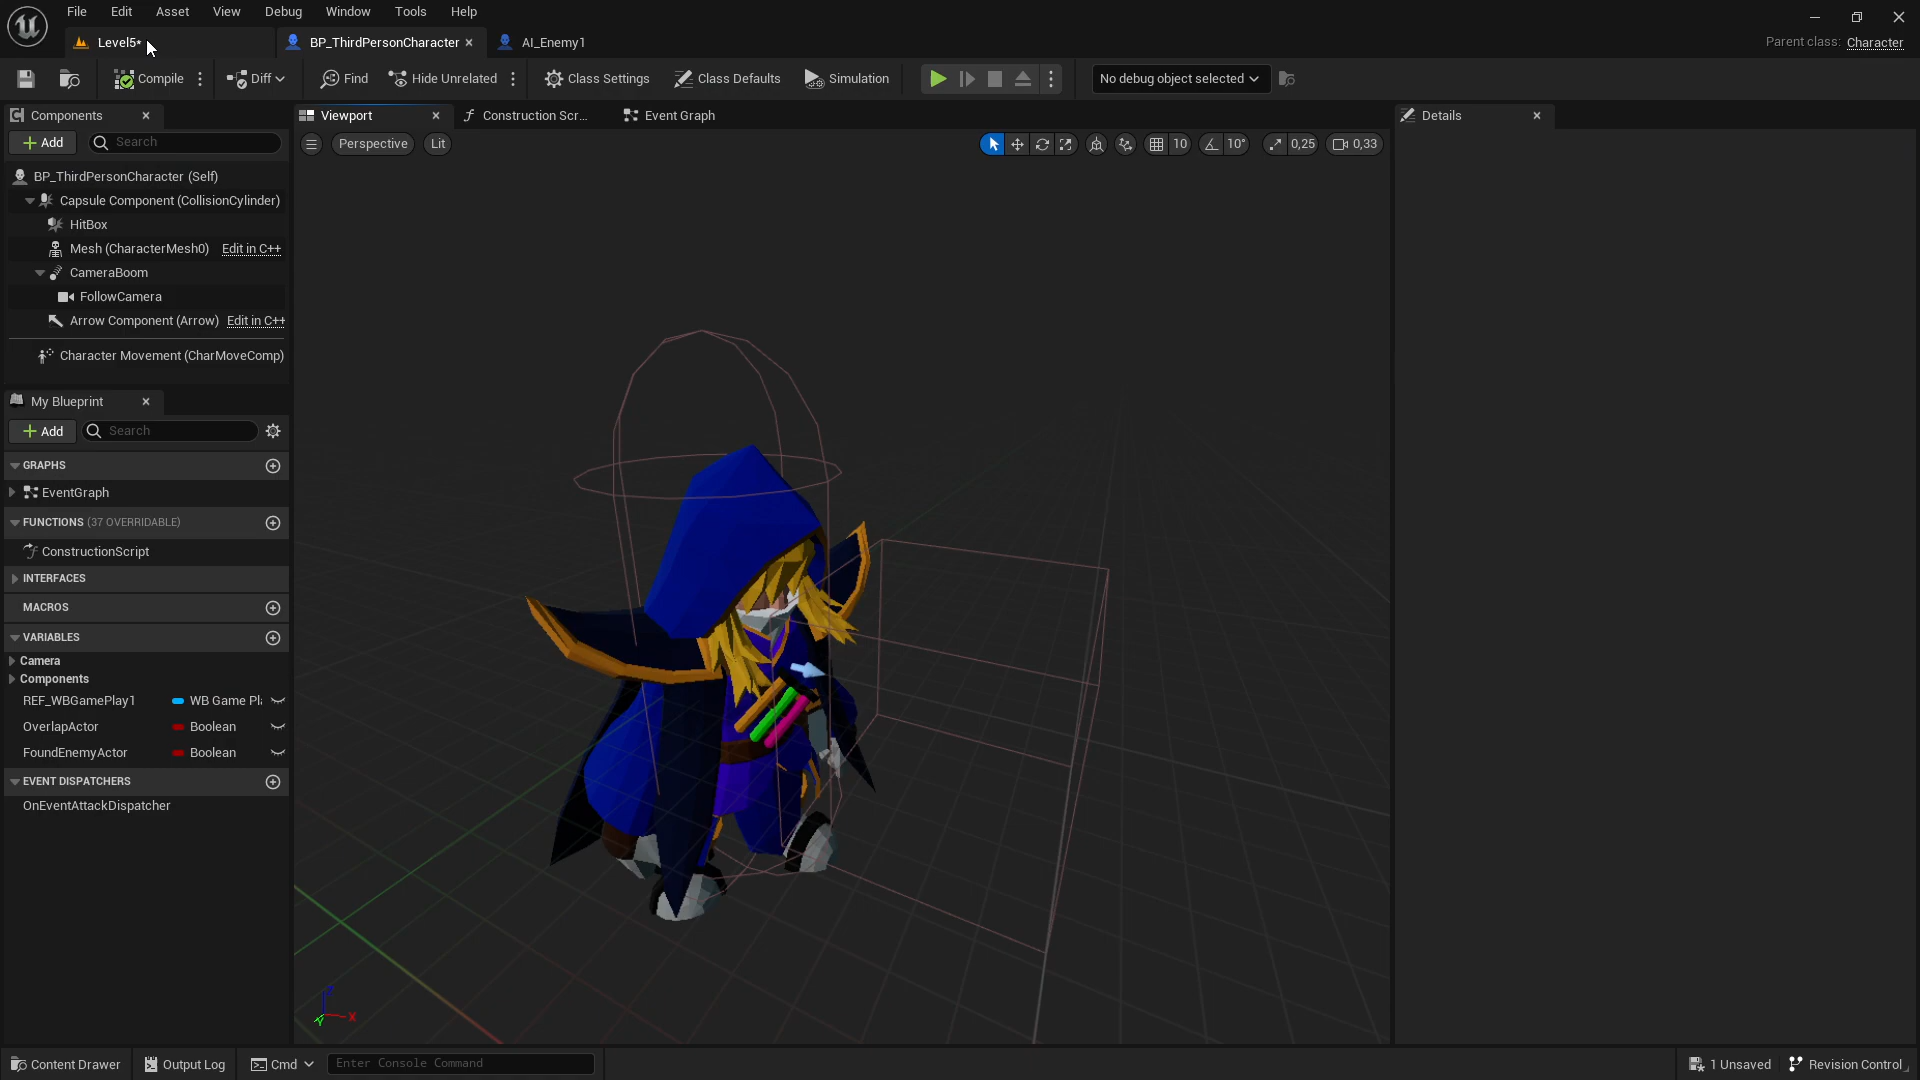 File Edit Asset View Debug Window Tools Help
Level5* BP_ThirdPersonCharacter AI_Enemy1
Parent class: Character
Compile Diff Find Hide Unrelated Class Settings Class Defaults Simulation No debug object selected
Components
Add Search
BP_ThirdPersonCharacter (Self)
Capsule Component (CollisionCylinder)
HitBox
Mesh (CharacterMesh0) Edit in C++
CameraBoom
FollowCamera
Arrow Component (Arrow) Edit in C++
Character Movement (CharMoveComp)
My Blueprint
Add Search
GRAPHS
EventGraph
FUNCTIONS (37 OVERRIDABLE)
ConstructionScript
INTERFACES
MACROS
VARIABLES
Camera
Components
REF_WBGamePlay1 WB Game Pl
OverlapActor Boolean
FoundEnemyActor Boolean
EVENT DISPATCHERS
OnEventAttackDispatcher
Viewport Construction Scr... Event Graph
Perspective Lit
10 10° 0,25 0,33
Z
X
Y
Details
Content Drawer Output Log Cmd Enter Console Command
1 Unsaved Revision Control